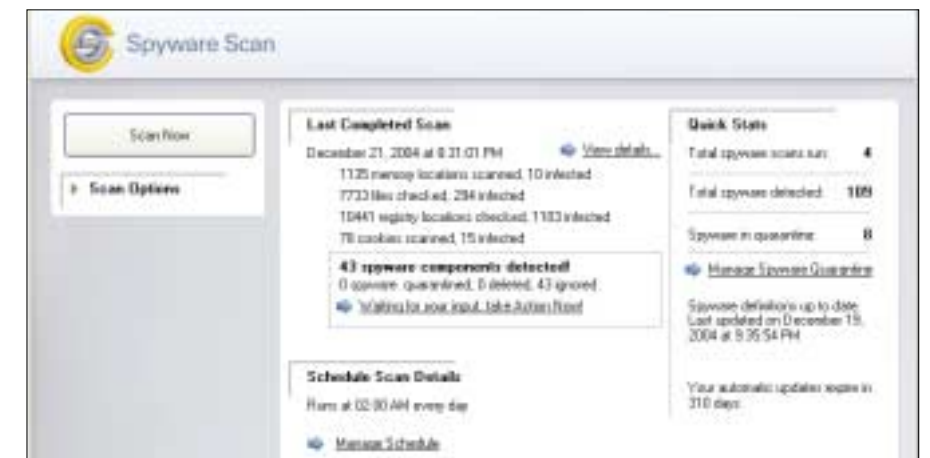 Spyware Scan
Scan Now
Scan Options
Last Completed Scan
December 21, 2004 at 8:31:01 PM View details...
1135 memory locations scanned, 10 infected
7733 files checked, 294 infected
10441 registry locations checked, 1103 infected
78 cookies scanned, 15 infected
43 spyware components detected!
0 spyware quarantined, 0 deleted, 43 ignored
Waiting for your input, take Action Now!
Schedule Scan Details
Runs at 02:00 AM every day
Manage Schedule
Quick Stats
Total spyware scans run: 4
Total spyware detected: 109
Spyware in quarantine: 8
Manage Spyware Quarantine
Spyware definitions up to date.
Last updated on December 19,
2004 at 9:35:54 PM
Your automatic updates expire in
310 days